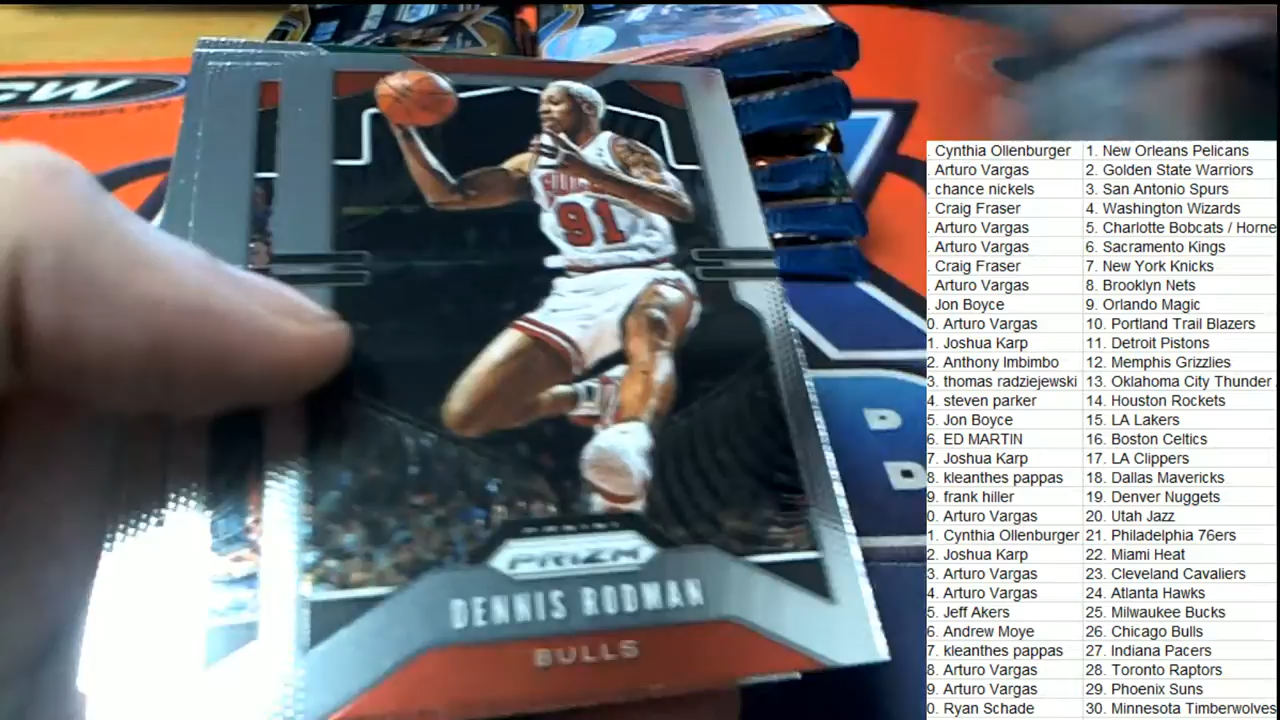 CW
91
PANINI
PRIZM
DENNIS RODMAN
BULLS
. Cynthia Ollenburger 1. New Orleans Pelicans
. Arturo Vargas 2. Golden State Warriors
. chance nickels 3. San Antonio Spurs
. Craig Fraser 4. Washington Wizards
. Arturo Vargas 5. Charlotte Bobcats / Horne
. Arturo Vargas 6. Sacramento Kings
. Craig Fraser 7. New York Knicks
. Arturo Vargas 8. Brooklyn Nets
. Jon Boyce 9. Orlando Magic
0. Arturo Vargas 10. Portland Trail Blazers
1. Joshua Karp 11. Detroit Pistons
2. Anthony Imbimbo 12. Memphis Grizzlies
3. thomas radziejewski 13. Oklahoma City Thunder
4. steven parker 14. Houston Rockets
5. Jon Boyce 15. LA Lakers
6. ED MARTIN 16. Boston Celtics
7. Joshua Karp 17. LA Clippers
8. kleanthes pappas 18. Dallas Mavericks
9. frank hiller 19. Denver Nuggets
0. Arturo Vargas 20. Utah Jazz
1. Cynthia Ollenburger 21. Philadelphia 76ers
2. Joshua Karp 22. Miami Heat
3. Arturo Vargas 23. Cleveland Cavaliers
4. Arturo Vargas 24. Atlanta Hawks
5. Jeff Akers 25. Milwaukee Bucks
6. Andrew Moye 26. Chicago Bulls
7. kleanthes pappas 27. Indiana Pacers
8. Arturo Vargas 28. Toronto Raptors
9. Arturo Vargas 29. Phoenix Suns
0. Ryan Schade 30. Minnesota Timberwolves